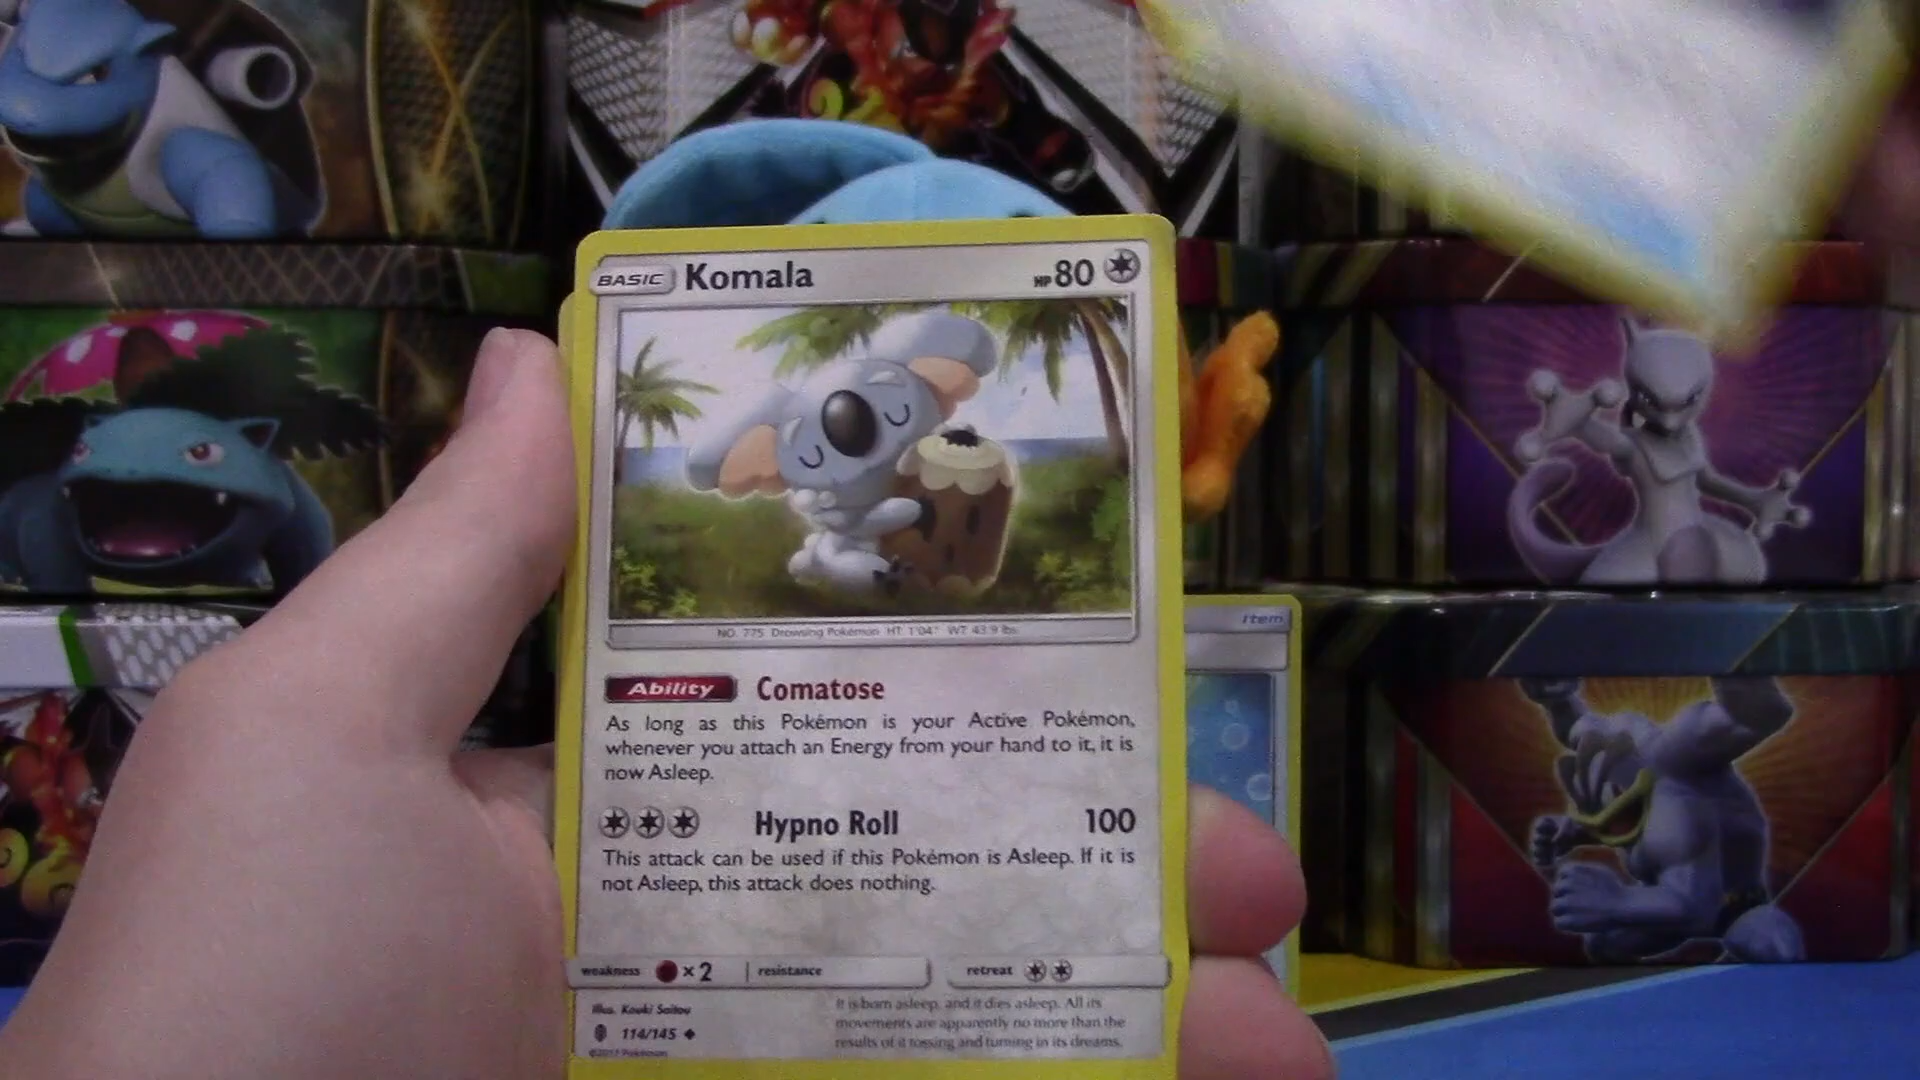 BASIC Komala HP 80
NO. 775 Drowsing Pokémon HT: 1'04" WT: 43.9 lbs.
Ability Comatose
As long as this Pokémon is your Active Pokémon,
whenever you attach an Energy from your hand to it, it is
now Asleep.
Hypno Roll 100
This attack can be used if this Pokémon is Asleep. If it is
not Asleep, this attack does nothing.
weakness ×2 resistance retreat
Illus. Kouki Saitou
114/145
©2017 Pokémon
It is born asleep, and it dies asleep. All its
movements are apparently no more than the
results of it tossing and turning in its dreams.
Item